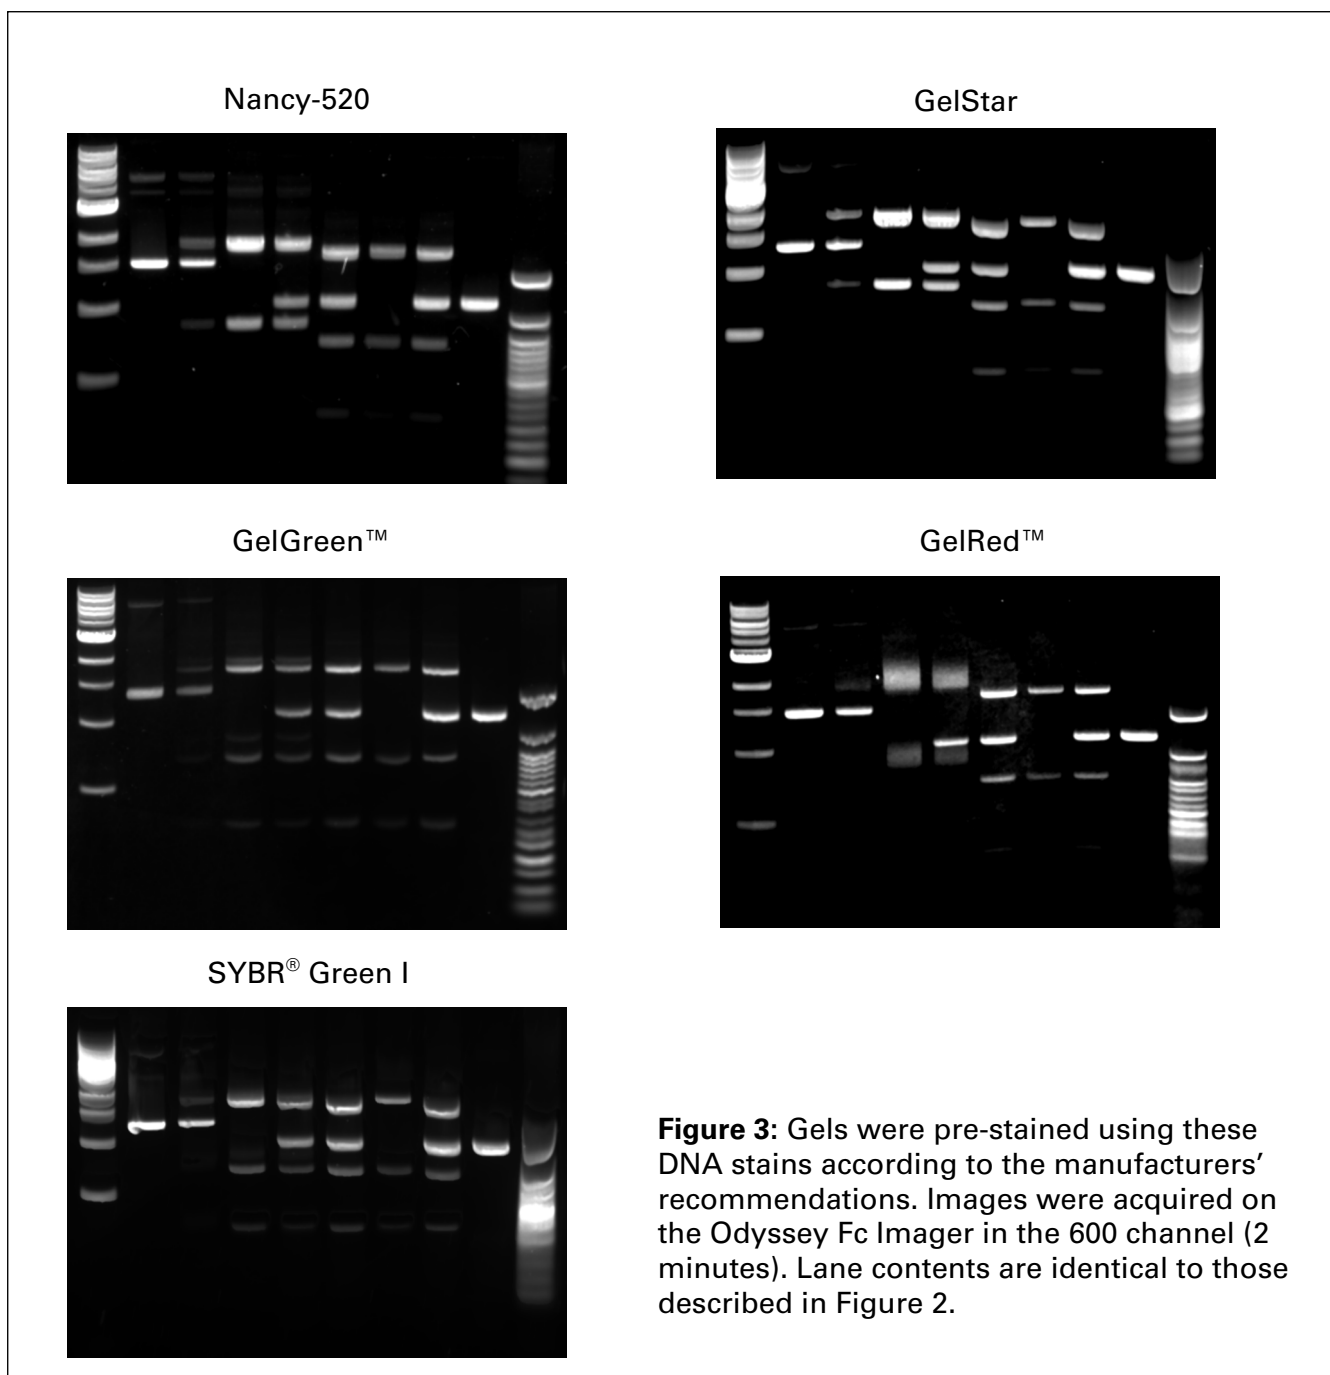 Nancy-520
GelStar
GelGreen™
GelRed™
SYBR® Green I
Figure 3: Gels were pre-stained using these
DNA stains according to the manufacturers’
recommendations. Images were acquired on
the Odyssey Fc Imager in the 600 channel (2
minutes). Lane contents are identical to those
described in Figure 2.